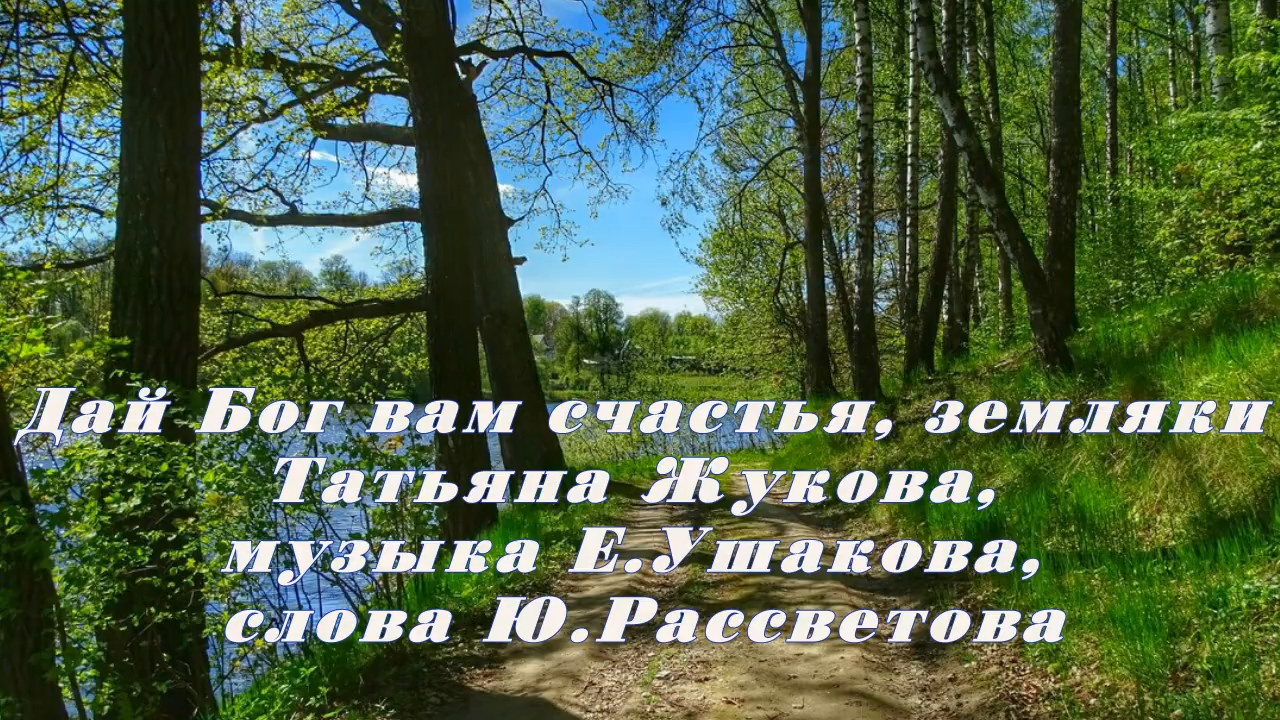 Дай Бог вам счастья, земляки
Татьяна Жукова,
музыка Е.Ушакова,
слова Ю.Рассветова